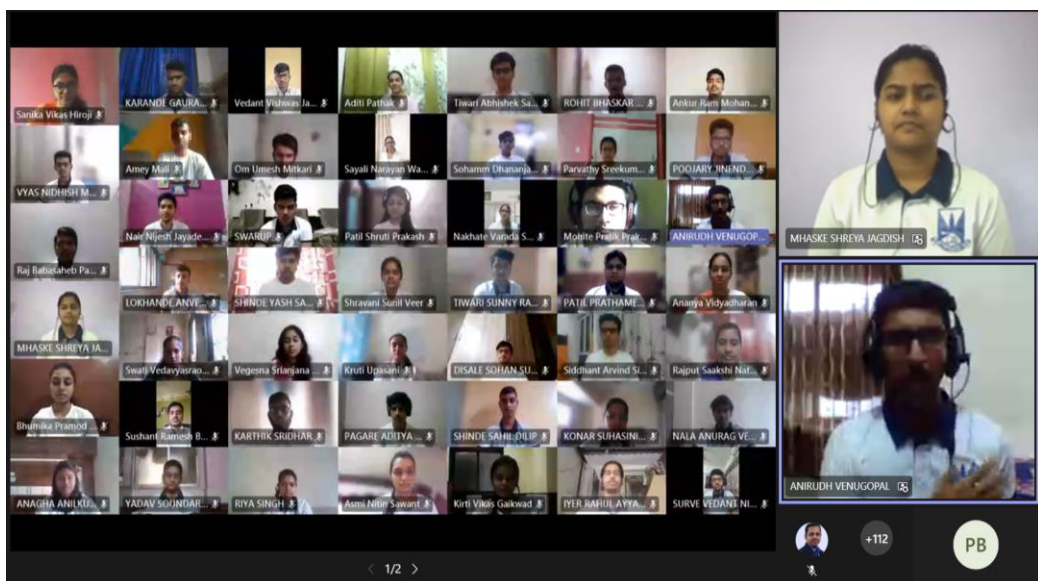 Sanika Vikas Hiroji
KARANDE GAURA...
Vedant Vishwas Ja...
Aditi Pathak
Tiwari Abhishek Sa...
ROHIT BHASKAR ...
Ankur Ram Mohan...
VYAS NIDHISH M...
Amey Mali
Om Umesh Mitkari
Sayali Narayan Wa...
Sohamm Dhananja...
Parvathy Sreekum...
POOJARY JINEND...
Raj Babasaheb Pa...
Nair Nijesh Jayade...
SWARUP
Patil Shruti Prakash
Nakhate Varada S...
Mohite Pratik Prak...
ANIRUDH VENUGOP...
LOKHANDE ANVE...
SHINDE YASH SA...
Shravani Sunil Veer
TIWARI SUNNY RA...
PATIL PRATHAME...
Ananya Vidyadharan
MHASKE SHREYA JA...
Swati Vedavyasrao...
Vegesna Srianjana ...
Kruti Upasani
DISALE SOHAN SU...
Siddhant Arvind Si...
Rajput Saakshi Nat...
Bhumika Pramod ...
Sushant Ramesh B...
KARTHIK SRIDHAR
PAGARE ADITYA ...
SHINDE SAHIL DILIP
KONAR SUHASINI...
NALA ANURAG VE...
ANAGHA ANILKU...
YADAV SOUNDAR...
RIYA SINGH
Asmi Nitin Sawant
Kirti Vikas Gaikwad
IYER RAHUL AYYA...
SURVE VEDANT NI...
1/2
MHASKE SHREYA JAGDISH
ANIRUDH VENUGOPAL
+112
PB